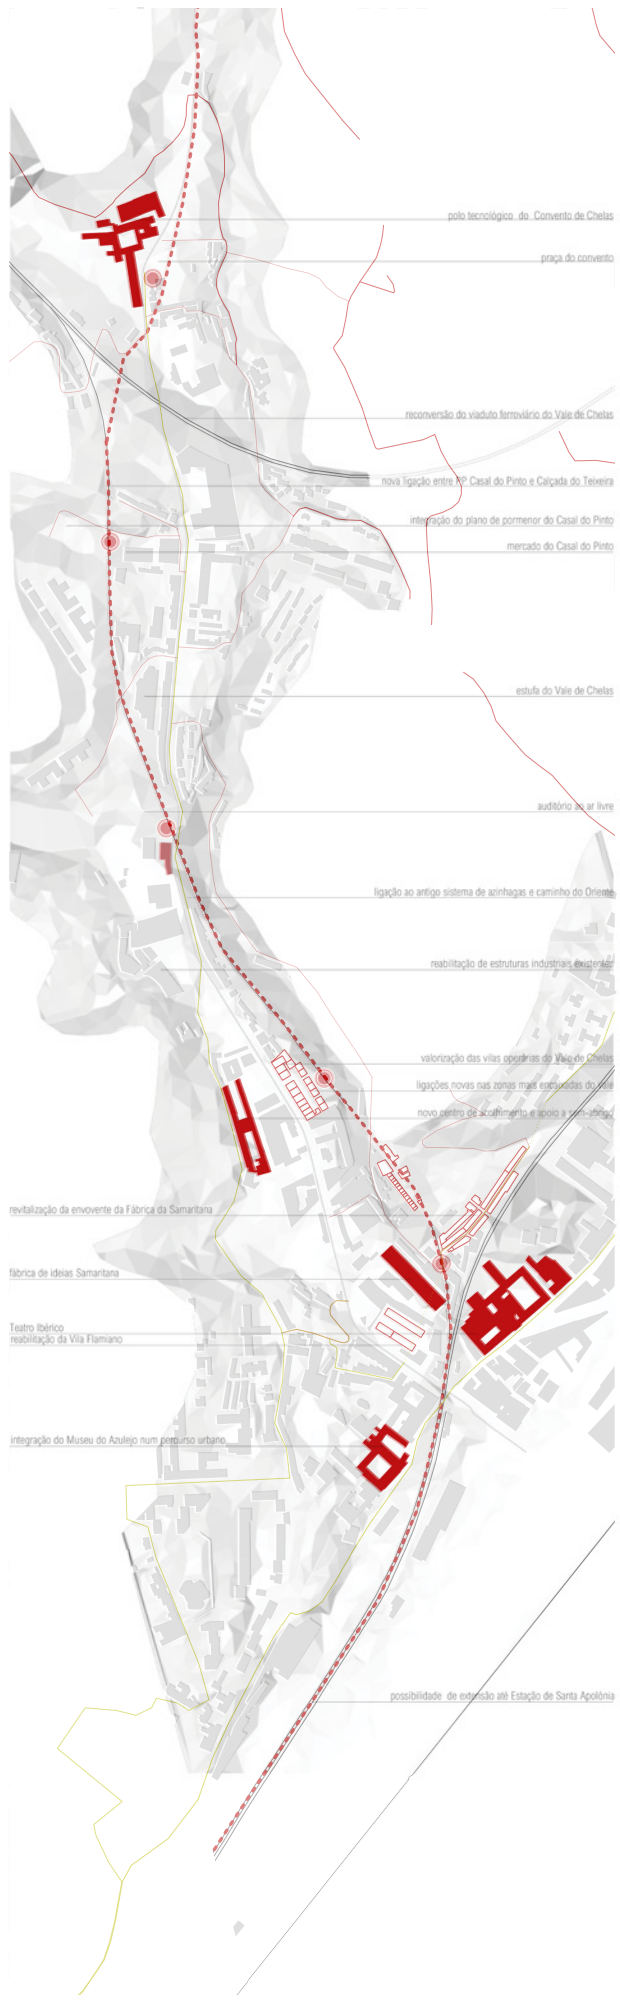 polo tecnológico do Convento de Chelas
praça do convento
reconversão do viaduto ferroviário do Vale de Chelas
nova ligação entre PP Casal do Pinto e Calçada do Teixeira
integração do plano de pormenor do Casal do Pinto
mercado do Casal do Pinto
estufa do Vale de Chelas
auditório ao ar livre
ligação ao antigo sistema de azinhagas e caminho do Oriente
reabilitação de estruturas industriais existentes
valorização das vilas operárias do Vale de Chelas
ligações novas nas zonas mais encaixadas do vale
novo centro de acolhimento e apoio a sem-abrigo
revitalização da envovente da Fábrica da Samaritana
fábrica de ideias Samaritana
Teatro Ibérico
reabilitação da Vila Flamiano
integração do Museu do Azulejo num percurso urbano
possibilidade de extensão até Estação de Santa Apolónia